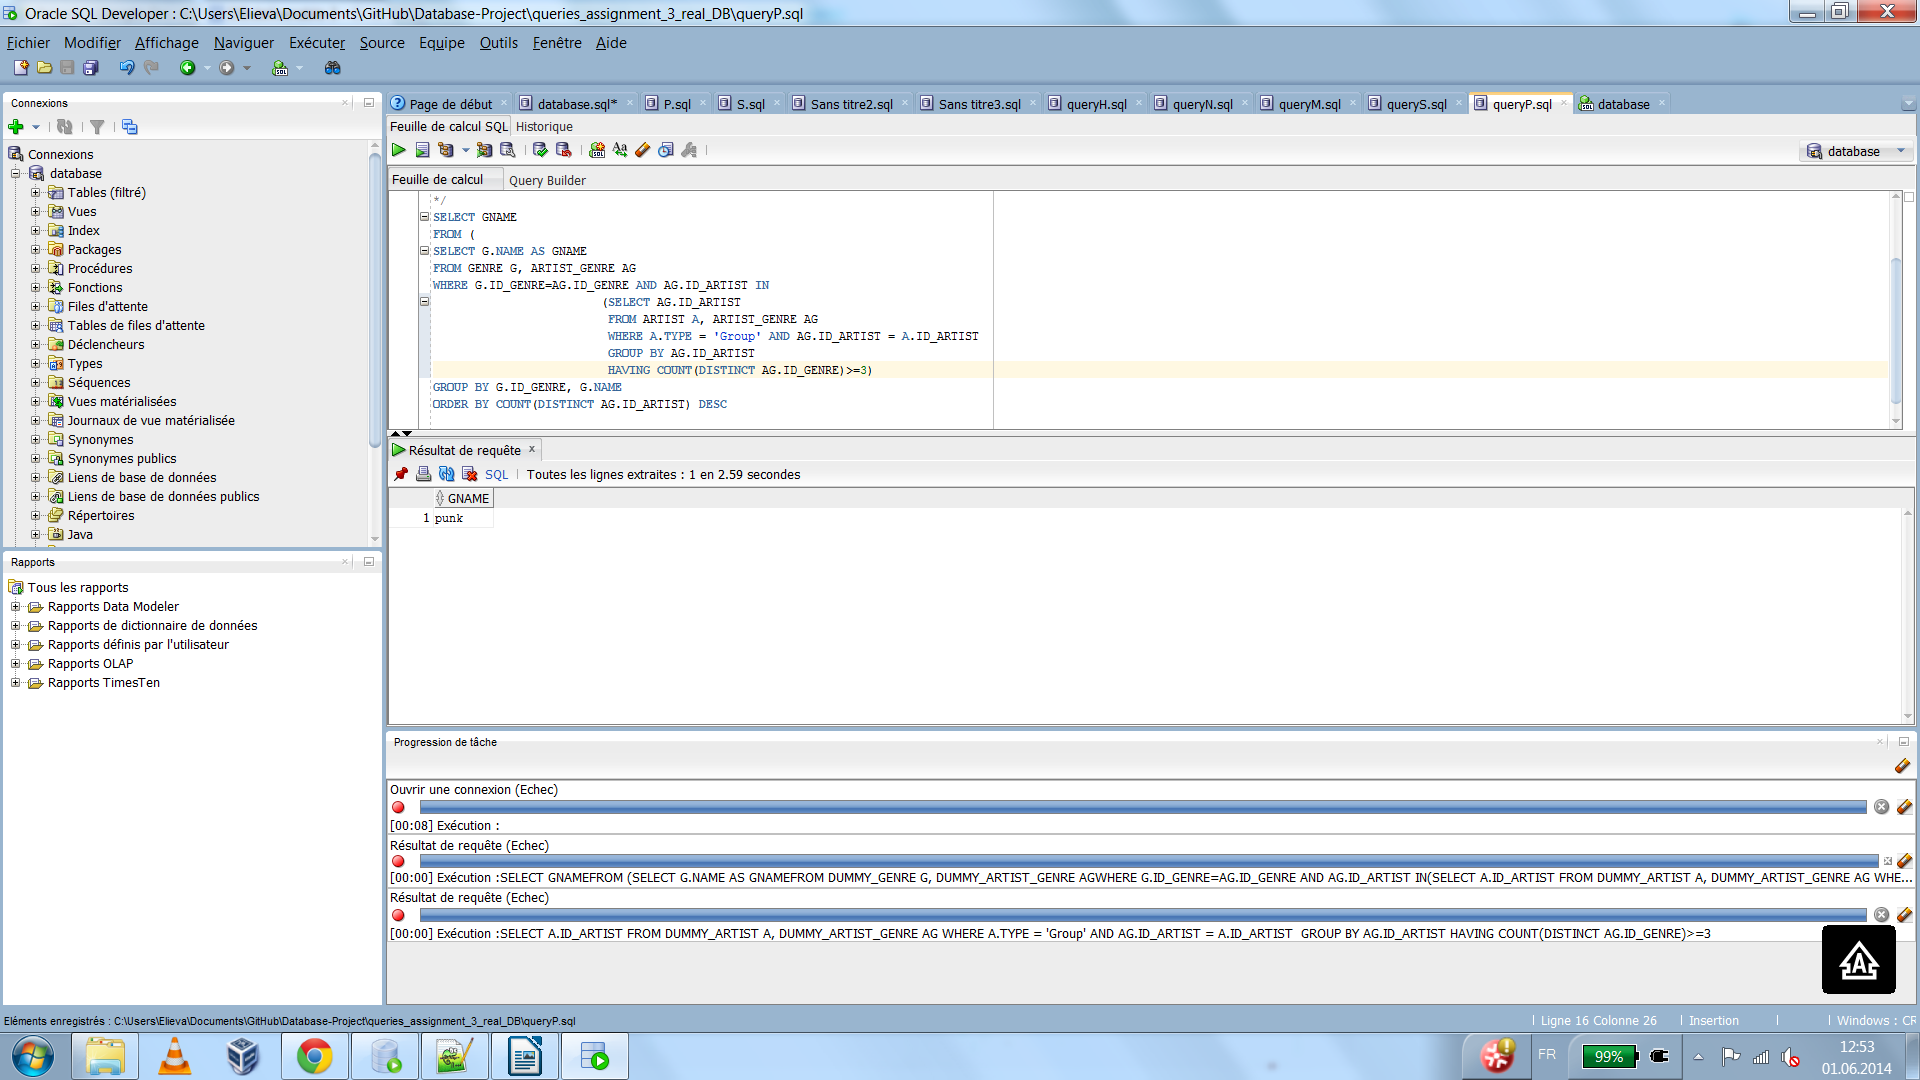 Oracle SQL Developer : C:\Users\Elieva\Documents\GitHub\Database-Project\queries_assignment_3_real_DB\queryP.sql
Fichier Modifier Affichage Naviguer Exécuter Source Equipe Outils Fenêtre Aide
Connexions
Connexions
database
Tables (filtré)
Vues
Index
Packages
Procédures
Fonctions
Files d'attente
Tables de files d'attente
Déclencheurs
Types
Séquences
Vues matérialisées
Journaux de vue matérialisée
Synonymes
Synonymes publics
Liens de base de données
Liens de base de données publics
Répertoires
Java
Rapports
Tous les rapports
Rapports Data Modeler
Rapports de dictionnaire de données
Rapports définis par l'utilisateur
Rapports OLAP
Rapports TimesTen
Page de début database.sql* P.sql S.sql Sans titre2.sql Sans titre3.sql queryH.sql queryN.sql queryM.sql queryS.sql queryP.sql database
Feuille de calcul SQL Historique
database
Feuille de calcul Query Builder
*/
SELECT GNAME
FROM (
SELECT G.NAME AS GNAME
FROM GENRE G, ARTIST_GENRE AG
WHERE G.ID_GENRE=AG.ID_GENRE AND AG.ID_ARTIST IN
(SELECT AG.ID_ARTIST
FROM ARTIST A, ARTIST_GENRE AG
WHERE A.TYPE = 'Group' AND AG.ID_ARTIST = A.ID_ARTIST
GROUP BY AG.ID_ARTIST
HAVING COUNT(DISTINCT AG.ID_GENRE)>=3)
GROUP BY G.ID_GENRE, G.NAME
ORDER BY COUNT(DISTINCT AG.ID_ARTIST) DESC
Résultat de requête
SQL Toutes les lignes extraites : 1 en 2.59 secondes
GNAME
1 punk
Progression de tâche
Ouvrir une connexion (Echec)
[00:08] Exécution :
Résultat de requête (Echec)
[00:00] Exécution :SELECT GNAMEFROM (SELECT G.NAME AS GNAMEFROM DUMMY_GENRE G, DUMMY_ARTIST_GENRE AGWHERE G.ID_GENRE=AG.ID_GENRE AND AG.ID_ARTIST IN(SELECT A.ID_ARTIST FROM DUMMY_ARTIST A, DUMMY_ARTIST_GENRE AG WHE...
Résultat de requête (Echec)
[00:00] Exécution :SELECT A.ID_ARTIST FROM DUMMY_ARTIST A, DUMMY_ARTIST_GENRE AG WHERE A.TYPE = 'Group' AND AG.ID_ARTIST = A.ID_ARTIST GROUP BY AG.ID_ARTIST HAVING COUNT(DISTINCT AG.ID_GENRE)>=3
Eléments enregistrés : C:\Users\Elieva\Documents\GitHub\Database-Project\queries_assignment_3_real_DB\queryP.sql
Ligne 16 Colonne 26 Insertion Windows : CR
FR 99% 12:53
01.06.2014